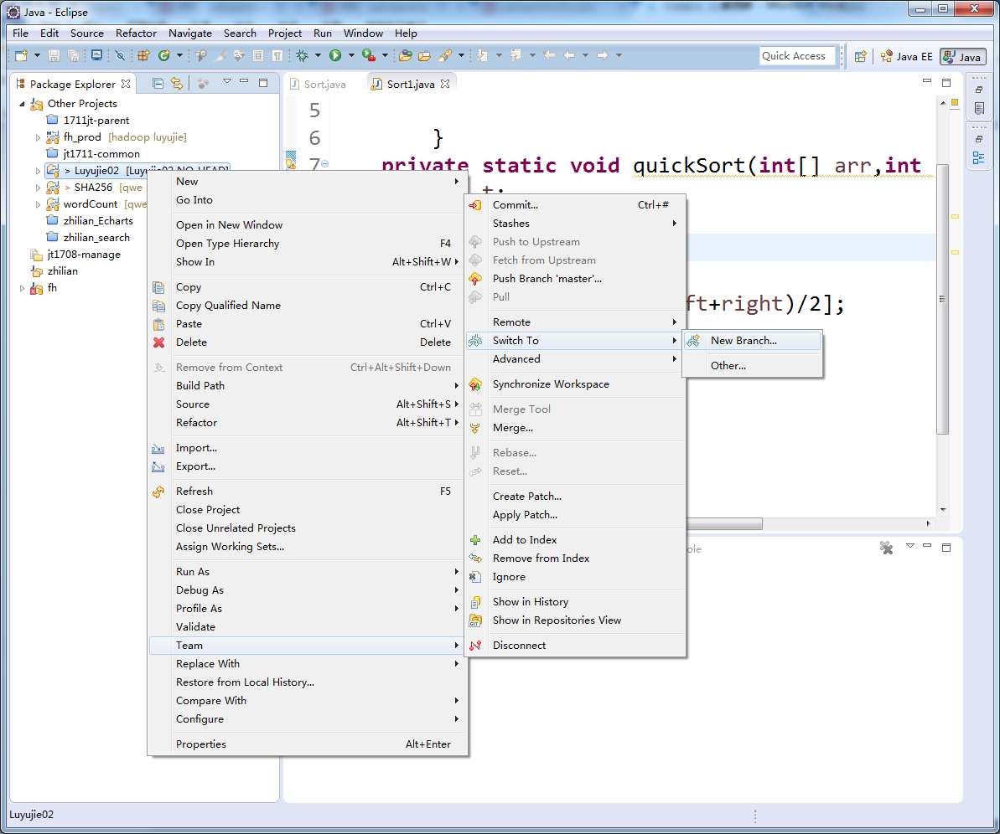 Java - Eclipse
File Edit Source Refactor Navigate Search Project Run Window Help
Quick Access
Java EE
Java
Package Explorer
Sort.java
Sort1.java
Other Projects
1711jt-parent
fh_prod [hadoop luyujie]
jt1711-common
> Luyujie02 [Luyujie02 NO-HEAD]
> SHA256 [qwe
wordCount [qwe
zhilian_Echarts
zhilian_search
jt1708-manage
zhilian
fh
5
6 }
7 private static void quickSort(int[] arr,int
t;
ft+right)/2];
New
Go Into
Open in New Window
Open Type Hierarchy F4
Show In Alt+Shift+W
Copy Ctrl+C
Copy Qualified Name
Paste Ctrl+V
Delete Delete
Remove from Context Ctrl+Alt+Shift+Down
Build Path
Source Alt+Shift+S
Refactor Alt+Shift+T
Import...
Export...
Refresh F5
Close Project
Close Unrelated Projects
Assign Working Sets...
Run As
Debug As
Profile As
Validate
Team
Replace With
Restore from Local History...
Compare With
Configure
Properties Alt+Enter
Commit... Ctrl+#
Stashes
Push to Upstream
Fetch from Upstream
Push Branch 'master'...
Pull
Remote
Switch To
Advanced
Synchronize Workspace
Merge Tool
Merge...
Rebase...
Reset...
Create Patch...
Apply Patch...
Add to Index
Remove from Index
Ignore
Show in History
Show in Repositories View
Disconnect
New Branch...
Other...
ole
Luyujie02